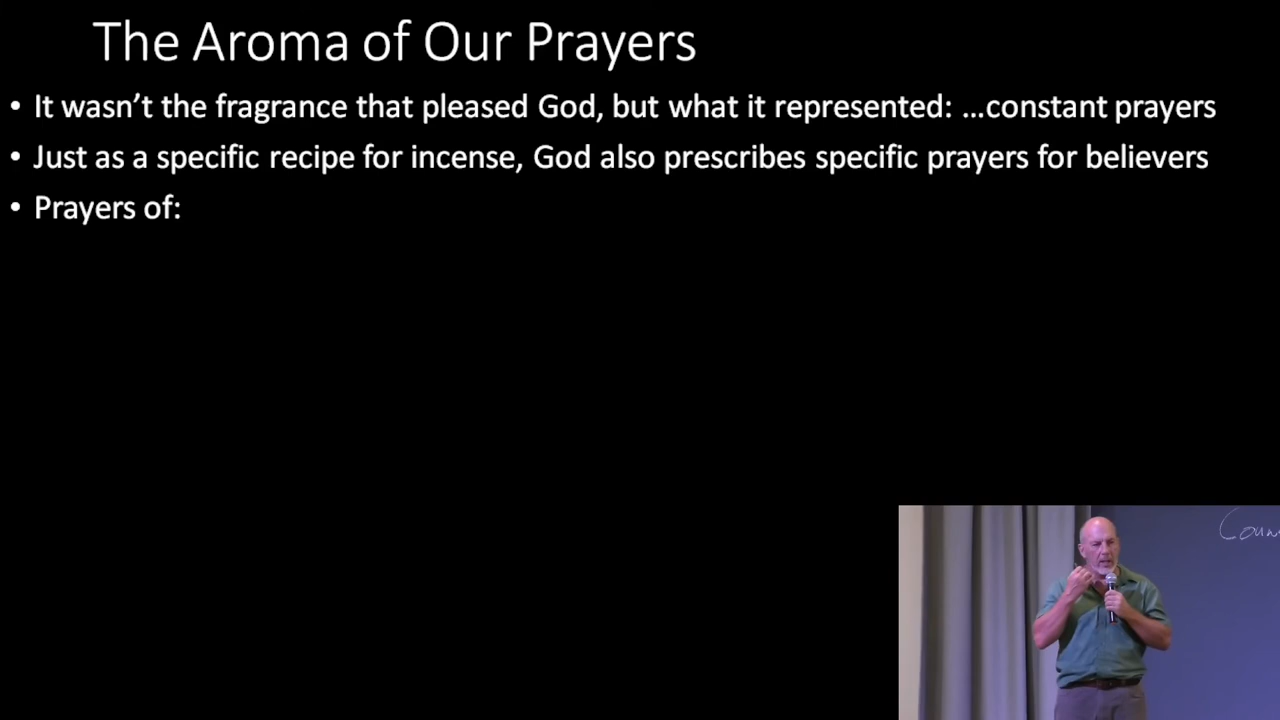 The Aroma of Our Prayers
• It wasn’t the fragrance that pleased God, but what it represented: …constant prayers
• Just as a specific recipe for incense, God also prescribes specific prayers for believers
• Prayers of: